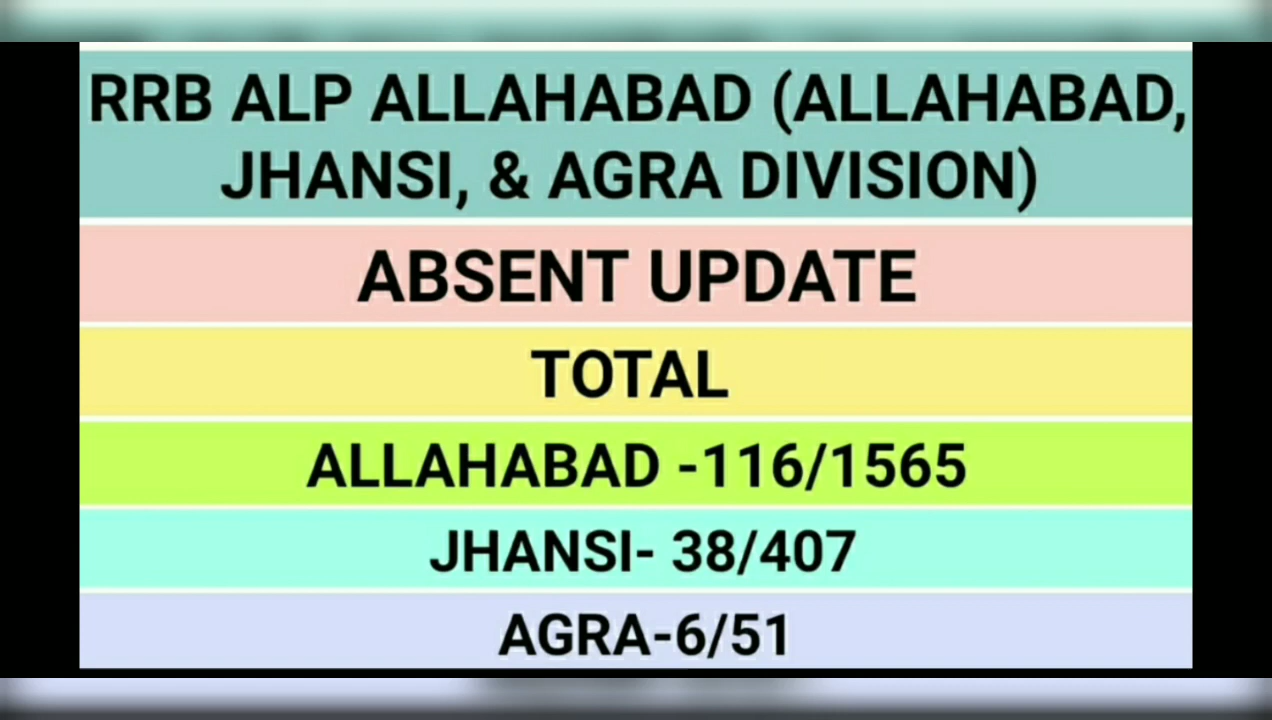 RRB ALP ALLAHABAD (ALLAHABAD,
JHANSI, & AGRA DIVISION)
ABSENT UPDATE
TOTAL
ALLAHABAD -116/1565
JHANSI- 38/407
AGRA-6/51